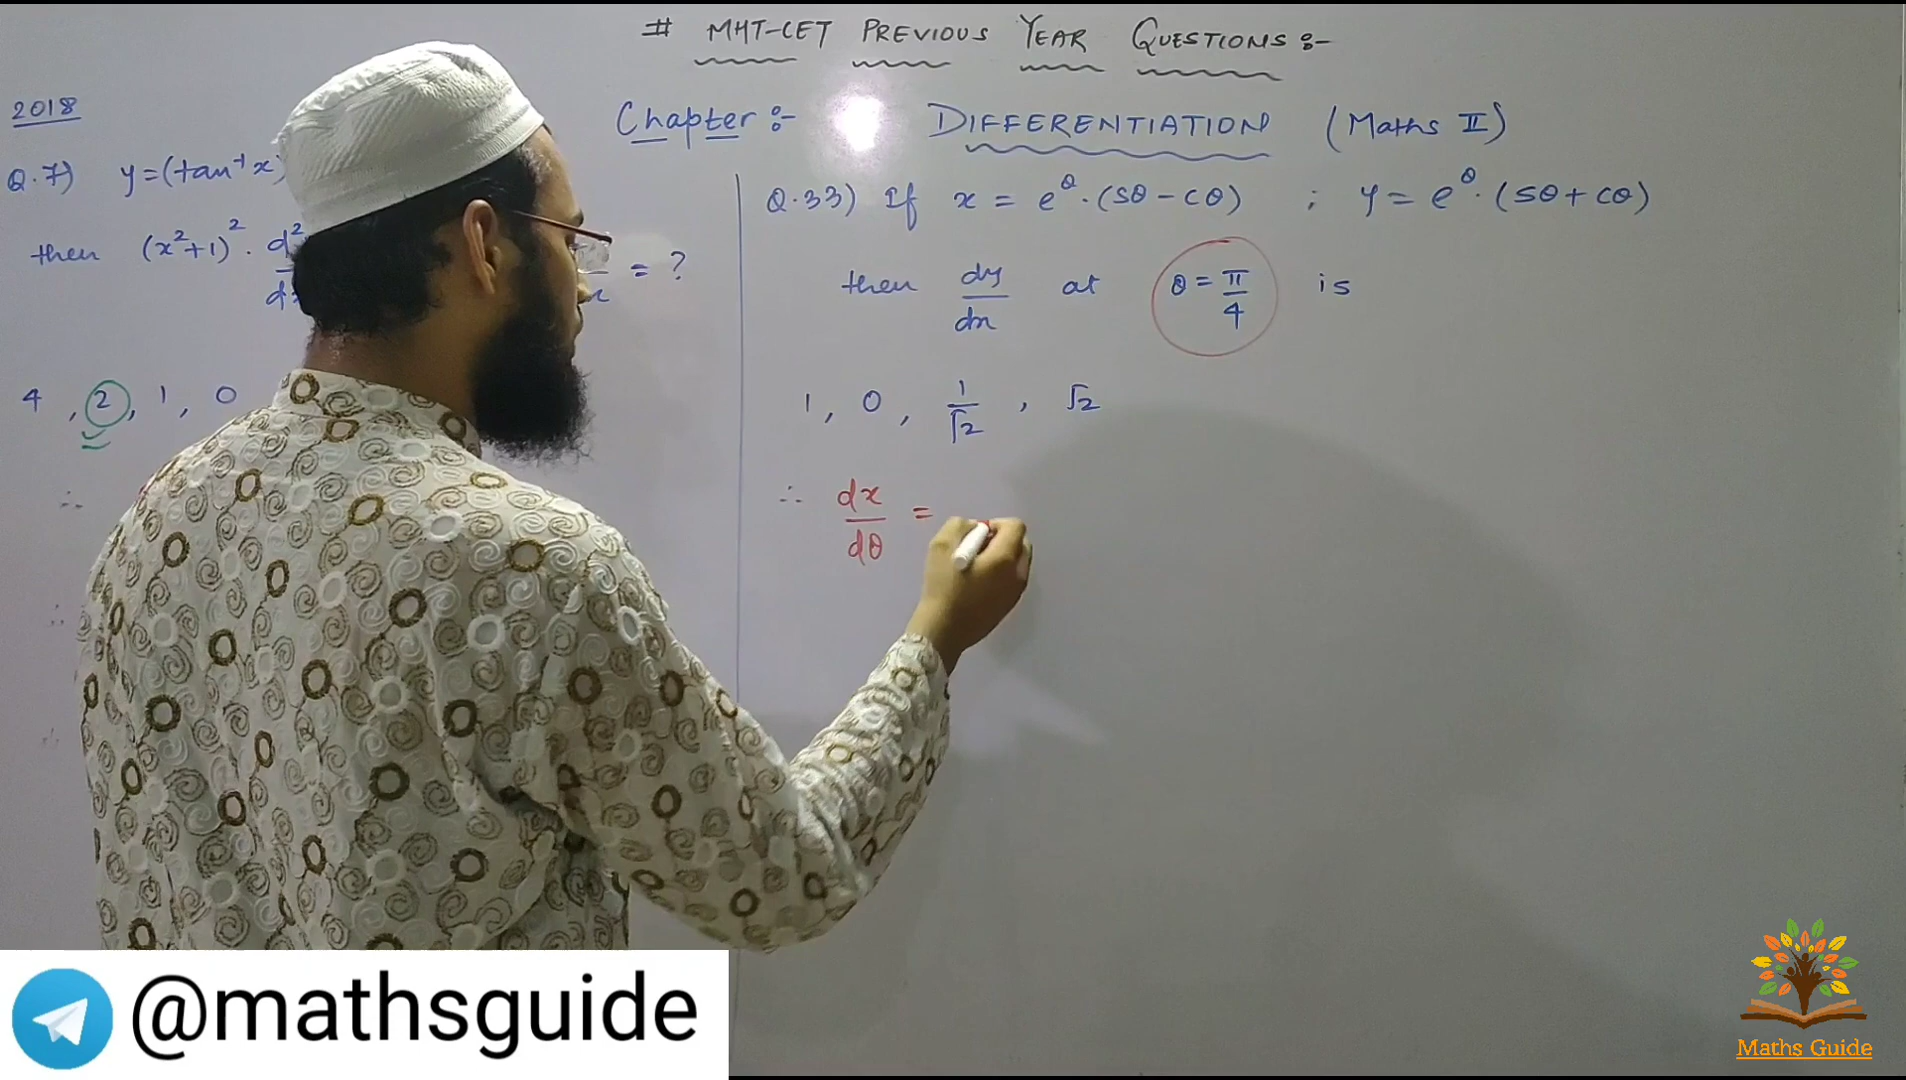 # MHT-CET PREVIOUS YEAR QUESTIONS :-
Chapter :- DIFFERENTIATION (Maths II)
2018
Q.7) y=(tan⁻¹x)
then (x²+1)² · d²
= ?
4, 2, 1, 0
∴
Q.33) If x = e^θ·(sθ-cθ) ; y = e^θ·(sθ+cθ)
then dy/dx at θ = π/4 is
1, 0, 1/√2, √2
∴ dx/dθ =
@mathsguide
Maths Guide